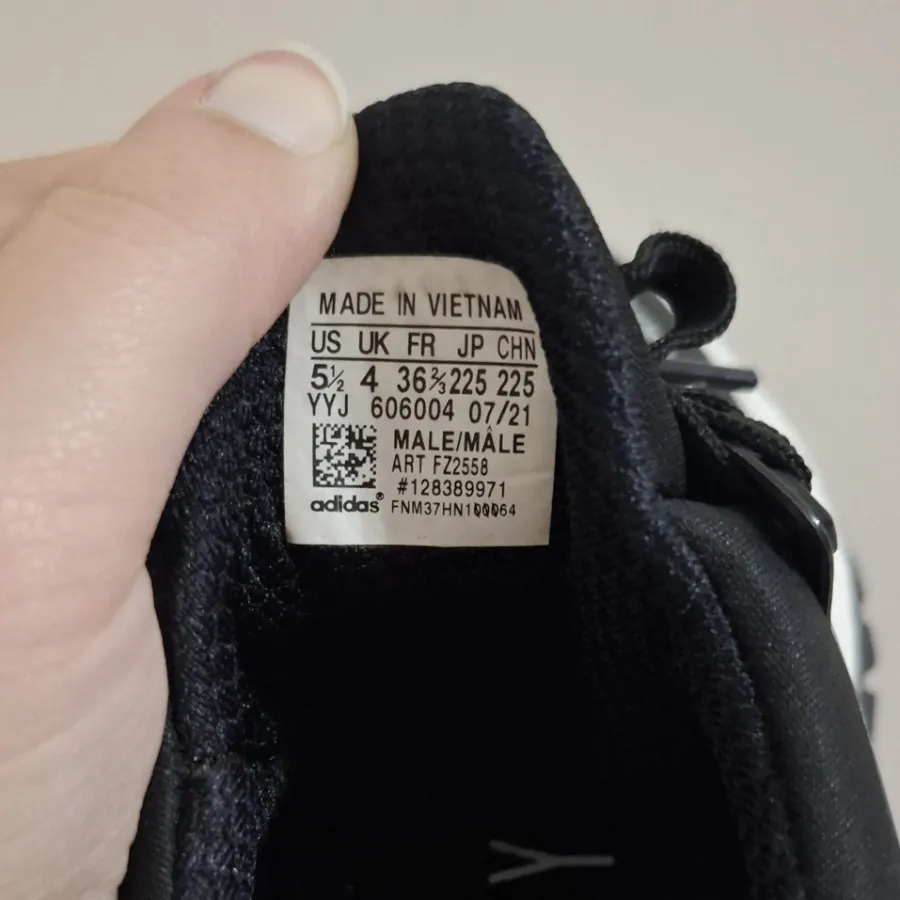 MADE IN VIETNAM
US UK FR JP CHN
5½ 4 36⅔ 225 225
YYJ 606004 07/21
MALE/MÂLE
ART FZ2558
#128389971
adidas® FNM37HN100064
Y